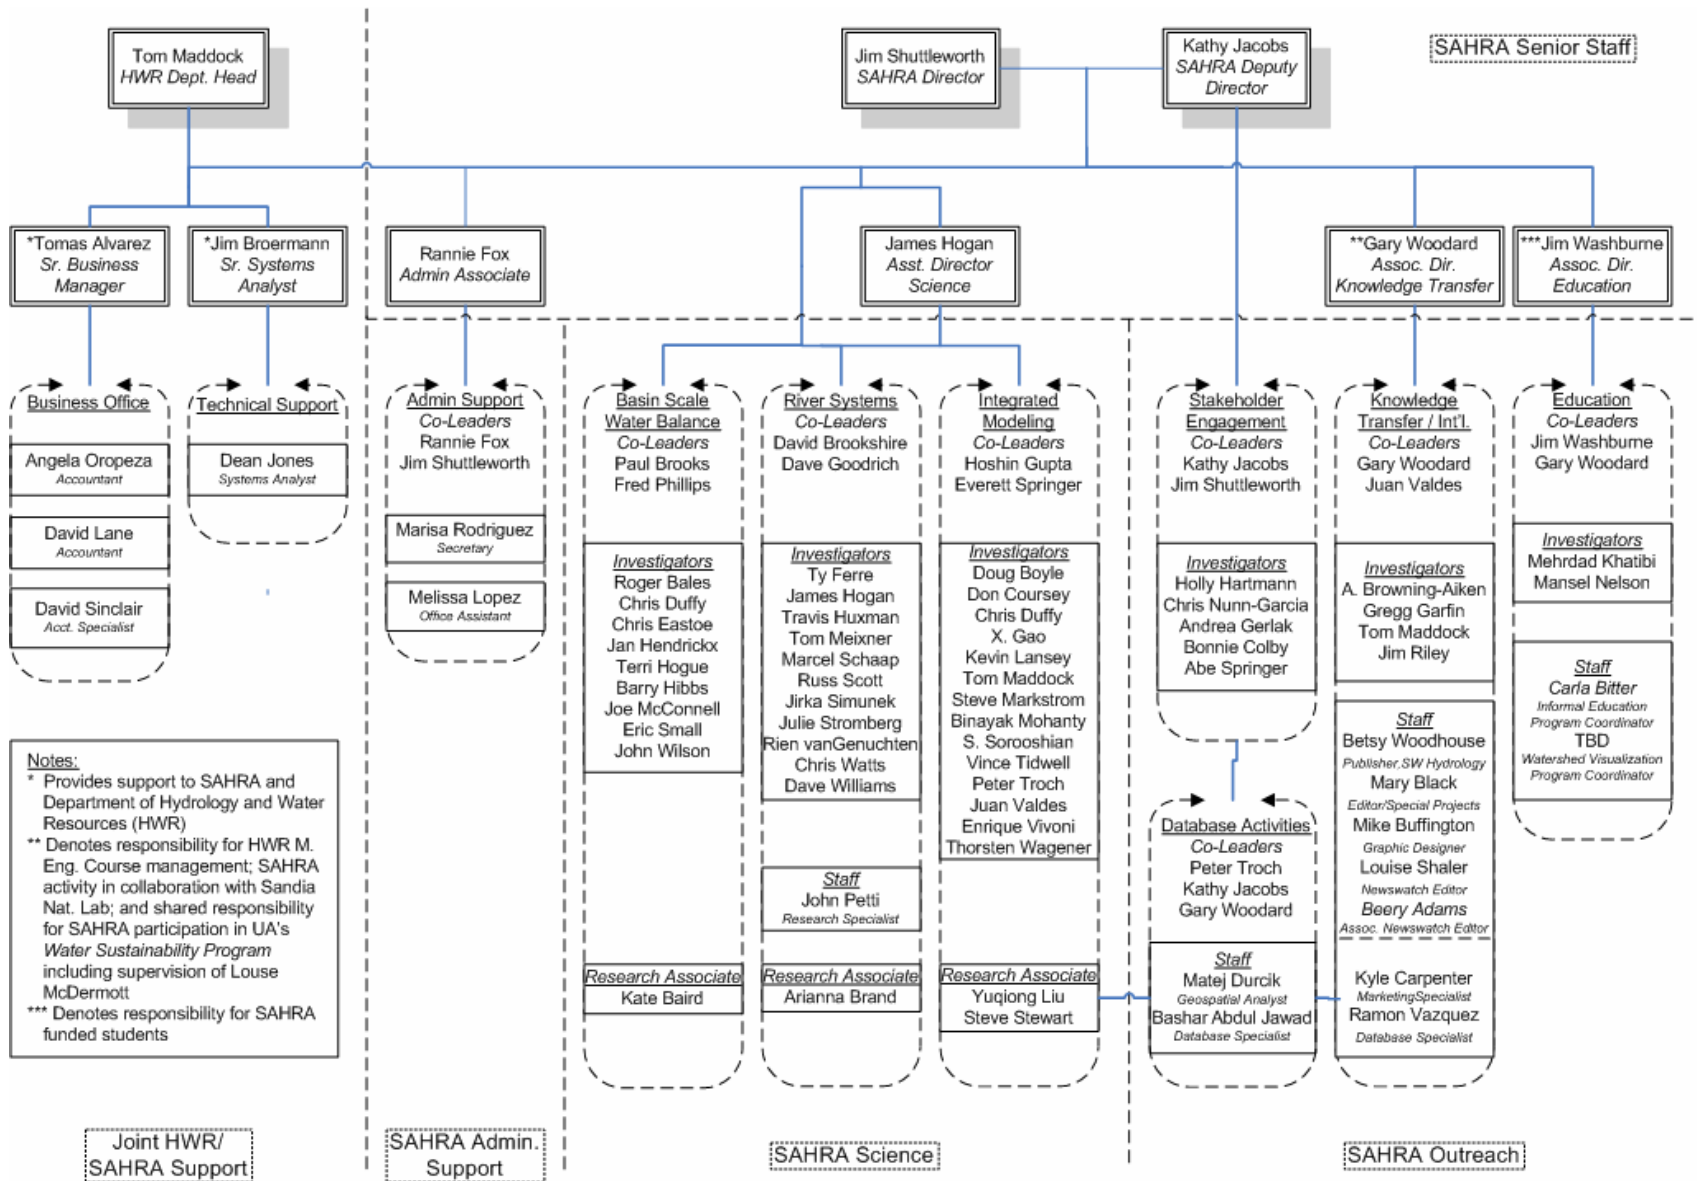 Tom Maddock
HWR Dept. Head
Jim Shuttleworth
SAHRA Director
Kathy Jacobs
SAHRA Deputy
Director
SAHRA Senior Staff
*Tomas Alvarez
Sr. Business
Manager
*Jim Broermann
Sr. Systems
Analyst
Rannie Fox
Admin Associate
James Hogan
Asst. Director
Science
**Gary Woodard
Assoc. Dir.
Knowledge Transfer
***Jim Washburne
Assoc. Dir.
Education
Business Office
Angela Oropeza
Accountant
David Lane
Accountant
David Sinclair
Acct. Specialist
Technical Support
Dean Jones
Systems Analyst
Admin Support
Co-Leaders
Rannie Fox
Jim Shuttleworth
Marisa Rodriguez
Secretary
Melissa Lopez
Office Assistant
Basin Scale
Water Balance
Co-Leaders
Paul Brooks
Fred Phillips
Investigators
Roger Bales
Chris Duffy
Chris Eastoe
Jan Hendrickx
Terri Hogue
Barry Hibbs
Joe McConnell
Eric Small
John Wilson
Research Associate
Kate Baird
River Systems
Co-Leaders
David Brookshire
Dave Goodrich
Investigators
Ty Ferre
James Hogan
Travis Huxman
Tom Meixner
Marcel Schaap
Russ Scott
Jirka Simunek
Julie Stromberg
Rien vanGenuchten
Chris Watts
Dave Williams
Staff
John Petti
Research Specialist
Research Associate
Arianna Brand
Integrated
Modeling
Co-Leaders
Hoshin Gupta
Everett Springer
Investigators
Doug Boyle
Don Coursey
Chris Duffy
X. Gao
Kevin Lansey
Tom Maddock
Steve Markstrom
Binayak Mohanty
S. Sorooshian
Vince Tidwell
Peter Troch
Juan Valdes
Enrique Vivoni
Thorsten Wagener
Research Associate
Yuqiong Liu
Steve Stewart
Stakeholder
Engagement
Co-Leaders
Kathy Jacobs
Jim Shuttleworth
Investigators
Holly Hartmann
Chris Nunn-Garcia
Andrea Gerlak
Bonnie Colby
Abe Springer
Database Activities
Co-Leaders
Peter Troch
Kathy Jacobs
Gary Woodard
Staff
Matej Durcik
Geospatial Analyst
Bashar Abdul Jawad
Database Specialist
Knowledge
Transfer / Int'l.
Co-Leaders
Gary Woodard
Juan Valdes
Investigators
A. Browning-Aiken
Gregg Garfin
Tom Maddock
Jim Riley
Staff
Betsy Woodhouse
Publisher,SW Hydrology
Mary Black
Editor/Special Projects
Mike Buffington
Graphic Designer
Louise Shaler
Newswatch Editor
Beery Adams
Assoc. Newswatch Editor
Kyle Carpenter
MarketingSpecialist
Ramon Vazquez
Database Specialist
Education
Co-Leaders
Jim Washburne
Gary Woodard
Investigators
Mehrdad Khatibi
Mansel Nelson
Staff
Carla Bitter
Informal Education
Program Coordinator
TBD
Watershed Visualization
Program Coordinator
Notes:
* Provides support to SAHRA and
Department of Hydrology and Water
Resources (HWR)
** Denotes responsibility for HWR M.
Eng. Course management; SAHRA
activity in collaboration with Sandia
Nat. Lab; and shared responsibility
for SAHRA participation in UA's
Water Sustainability Program
including supervision of Louse
McDermott
*** Denotes responsibility for SAHRA
funded students
Joint HWR/
SAHRA Support
SAHRA Admin.
Support
SAHRA Science
SAHRA Outreach